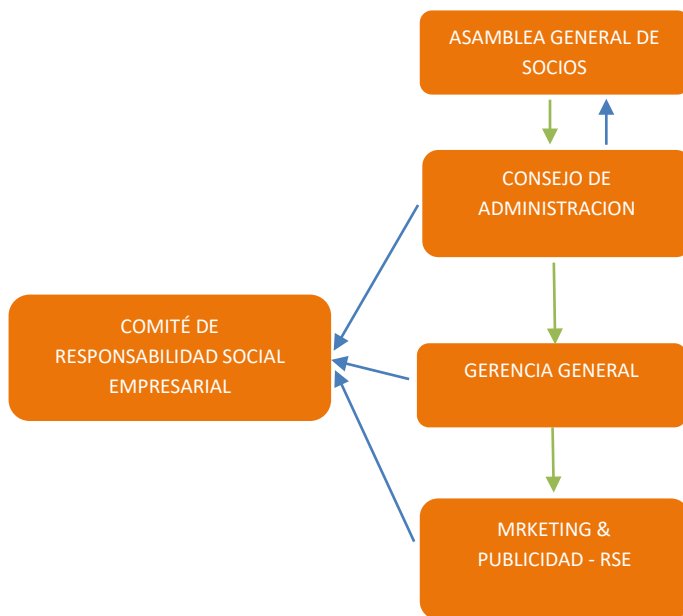 ASAMBLEA GENERAL DE
SOCIOS
CONSEJO DE
ADMINISTRACION
COMITÉ DE
RESPONSABILIDAD SOCIAL
EMPRESARIAL
GERENCIA GENERAL
MRKETING &
PUBLICIDAD - RSE